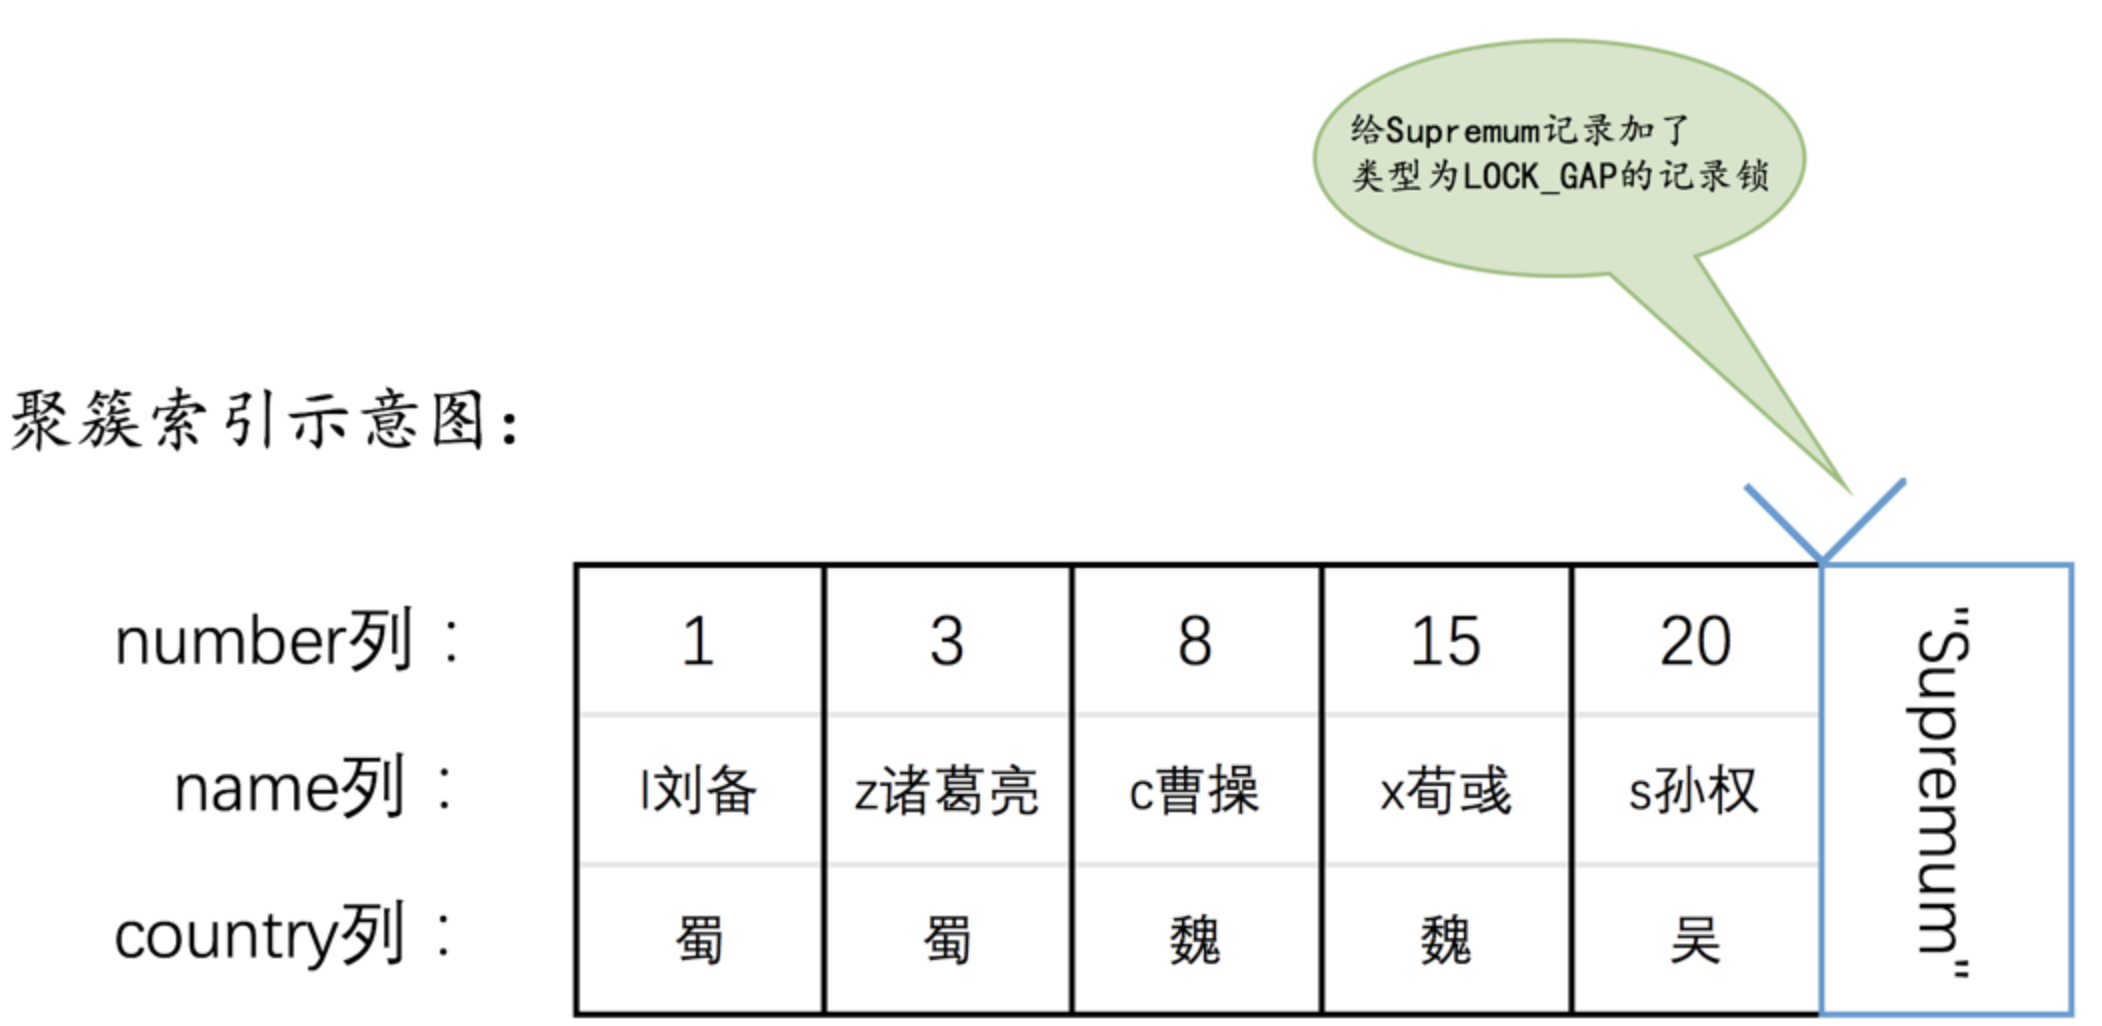 给Supremum记录加了
类型为LOCK_GAP的记录锁
聚簇索引示意图：
number列： 1 3 8 15 20
name列： l刘备 z诸葛亮 c曹操 x荀彧 s孙权
country列： 蜀 蜀 魏 魏 吴
"Supremum"